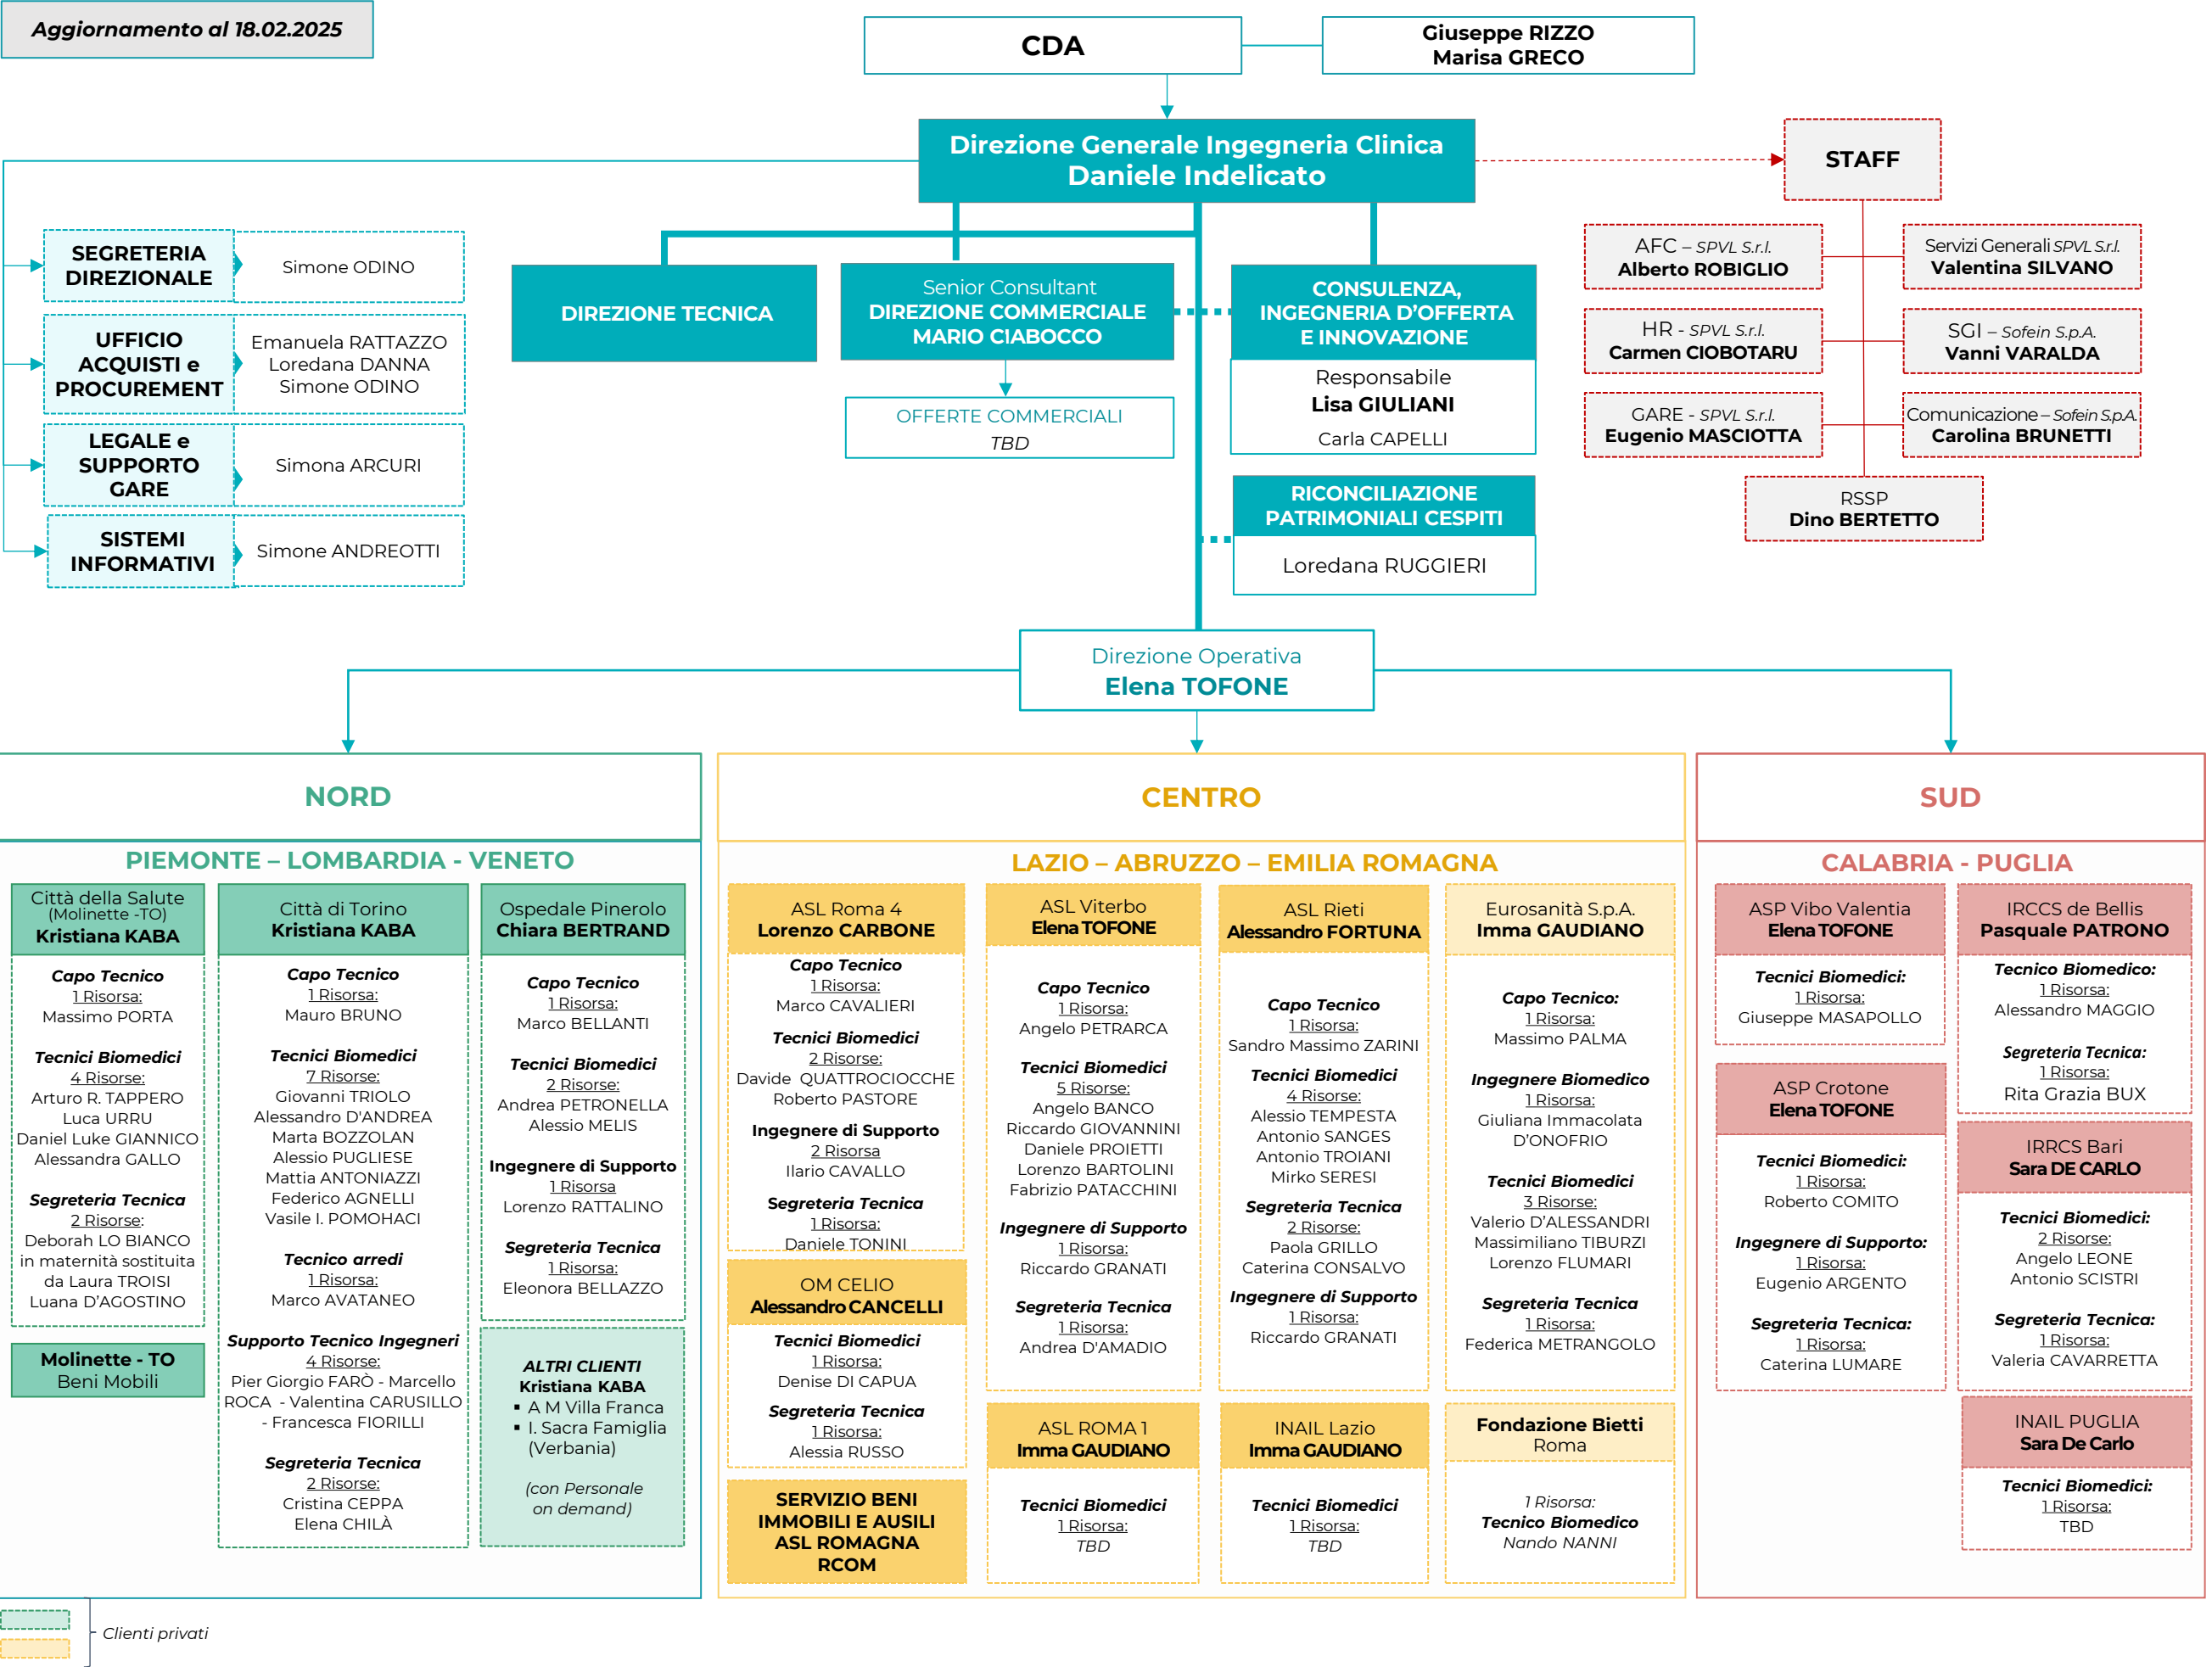 Aggiornamento al 18.02.2025
CDA
Giuseppe RIZZO
Marisa GRECO
Direzione Generale Ingegneria Clinica
Daniele Indelicato
STAFF
SEGRETERIA
DIREZIONALE
Simone ODINO
UFFICIO
ACQUISTI e
PROCUREMENT
Emanuela RATTAZZO
Loredana DANNA
Simone ODINO
LEGALE e
SUPPORTO
GARE
Simona ARCURI
SISTEMI
INFORMATIVI
Simone ANDREOTTI
DIREZIONE TECNICA
Senior Consultant
DIREZIONE COMMERCIALE
MARIO CIABOCCO
OFFERTE COMMERCIALI
TBD
CONSULENZA,
INGEGNERIA D'OFFERTA
E INNOVAZIONE
Responsabile
Lisa GIULIANI
Carla CAPELLI
RICONCILIAZIONE
PATRIMONIALI CESPITI
Loredana RUGGIERI
AFC – SPVL S.r.l.
Alberto ROBIGLIO
Servizi Generali SPVL S.r.l.
Valentina SILVANO
HR - SPVL S.r.l.
Carmen CIOBOTARU
SGI – Sofein S.p.A.
Vanni VARALDA
GARE - SPVL S.r.l.
Eugenio MASCIOTTA
Comunicazione – Sofein S.p.A.
Carolina BRUNETTI
RSSP
Dino BERTETTO
Direzione Operativa
Elena TOFONE
NORD
PIEMONTE – LOMBARDIA - VENETO
Città della Salute
(Molinette -TO)
Kristiana KABA
Capo Tecnico
1 Risorsa:
Massimo PORTA
Tecnici Biomedici
4 Risorse:
Arturo R. TAPPERO
Luca URRU
Daniel Luke GIANNICO
Alessandra GALLO
Segreteria Tecnica
2 Risorse:
Deborah LO BIANCO
in maternità sostituita
da Laura TROISI
Luana D'AGOSTINO
Molinette - TO
Beni Mobili
Città di Torino
Kristiana KABA
Capo Tecnico
1 Risorsa:
Mauro BRUNO
Tecnici Biomedici
7 Risorse:
Giovanni TRIOLO
Alessandro D'ANDREA
Marta BOZZOLAN
Alessio PUGLIESE
Mattia ANTONIAZZI
Federico AGNELLI
Vasile I. POMOHACI
Tecnico arredi
1 Risorsa:
Marco AVATANEO
Supporto Tecnico Ingegneri
4 Risorse:
Pier Giorgio FARÒ - Marcello
ROCA - Valentina CARUSILLO
- Francesca FIORILLI
Segreteria Tecnica
2 Risorse:
Cristina CEPPA
Elena CHILÀ
Ospedale Pinerolo
Chiara BERTRAND
Capo Tecnico
1 Risorsa:
Marco BELLANTI
Tecnici Biomedici
2 Risorse:
Andrea PETRONELLA
Alessio MELIS
Ingegnere di Supporto
1 Risorsa
Lorenzo RATTALINO
Segreteria Tecnica
1 Risorsa:
Eleonora BELLAZZO
ALTRI CLIENTI
Kristiana KABA
▪ A M Villa Franca
▪ I. Sacra Famiglia
(Verbania)
(con Personale
on demand)
CENTRO
LAZIO – ABRUZZO – EMILIA ROMAGNA
ASL Roma 4
Lorenzo CARBONE
Capo Tecnico
1 Risorsa:
Marco CAVALIERI
Tecnici Biomedici
2 Risorse:
Davide QUATTROCIOCCHE
Roberto PASTORE
Ingegnere di Supporto
2 Risorsa
Ilario CAVALLO
Segreteria Tecnica
1 Risorsa:
Daniele TONINI
OM CELIO
Alessandro CANCELLI
Tecnici Biomedici
1 Risorsa:
Denise DI CAPUA
Segreteria Tecnica
1 Risorsa:
Alessia RUSSO
SERVIZIO BENI
IMMOBILI E AUSILI
ASL ROMAGNA
RCOM
ASL Viterbo
Elena TOFONE
Capo Tecnico
1 Risorsa:
Angelo PETRARCA
Tecnici Biomedici
5 Risorse:
Angelo BANCO
Riccardo GIOVANNINI
Daniele PROIETTI
Lorenzo BARTOLINI
Fabrizio PATACCHINI
Ingegnere di Supporto
1 Risorsa:
Riccardo GRANATI
Segreteria Tecnica
1 Risorsa:
Andrea D'AMADIO
ASL ROMA 1
Imma GAUDIANO
Tecnici Biomedici
1 Risorsa:
TBD
ASL Rieti
Alessandro FORTUNA
Capo Tecnico
1 Risorsa:
Sandro Massimo ZARINI
Tecnici Biomedici
4 Risorse:
Alessio TEMPESTA
Antonio SANGES
Antonio TROIANI
Mirko SERESI
Segreteria Tecnica
2 Risorse:
Paola GRILLO
Caterina CONSALVO
Ingegnere di Supporto
1 Risorsa:
Riccardo GRANATI
INAIL Lazio
Imma GAUDIANO
Tecnici Biomedici
1 Risorsa:
TBD
Eurosanità S.p.A.
Imma GAUDIANO
Capo Tecnico:
1 Risorsa:
Massimo PALMA
Ingegnere Biomedico
1 Risorsa:
Giuliana Immacolata
D'ONOFRIO
Tecnici Biomedici
3 Risorse:
Valerio D'ALESSANDRI
Massimiliano TIBURZI
Lorenzo FLUMARI
Segreteria Tecnica
1 Risorsa:
Federica METRANGOLO
Fondazione Bietti
Roma
1 Risorsa:
Tecnico Biomedico
Nando NANNI
SUD
CALABRIA - PUGLIA
ASP Vibo Valentia
Elena TOFONE
Tecnici Biomedici:
1 Risorsa:
Giuseppe MASAPOLLO
ASP Crotone
Elena TOFONE
Tecnici Biomedici:
1 Risorsa:
Roberto COMITO
Ingegnere di Supporto:
1 Risorsa:
Eugenio ARGENTO
Segreteria Tecnica:
1 Risorsa:
Caterina LUMARE
IRCCS de Bellis
Pasquale PATRONO
Tecnico Biomedico:
1 Risorsa:
Alessandro MAGGIO
Segreteria Tecnica:
1 Risorsa:
Rita Grazia BUX
IRRCS Bari
Sara DE CARLO
Tecnici Biomedici:
2 Risorse:
Angelo LEONE
Antonio SCISTRI
Segreteria Tecnica:
1 Risorsa:
Valeria CAVARRETTA
INAIL PUGLIA
Sara De Carlo
Tecnici Biomedici:
1 Risorsa:
TBD
Clienti privati